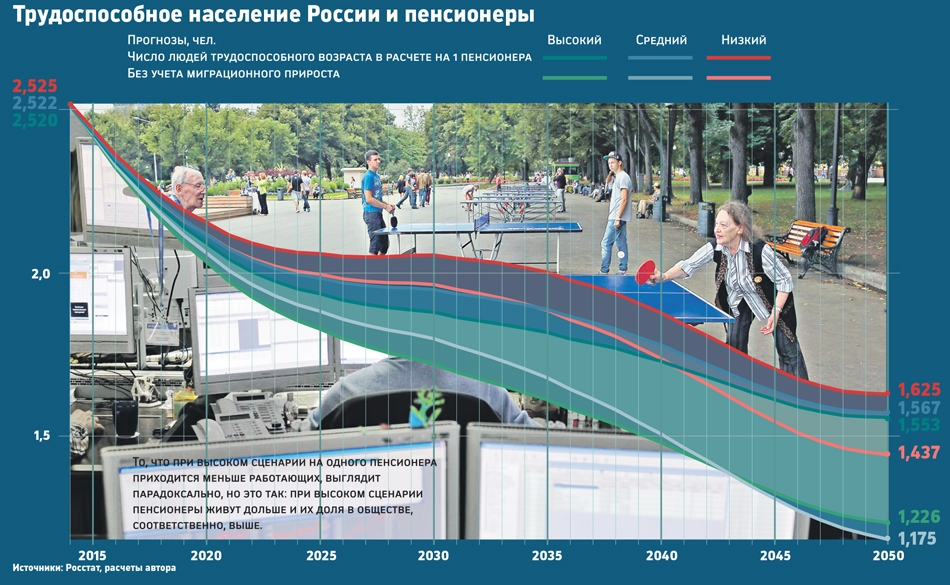 Трудоспособное население России и пенсионеры
Прогнозы, чел.
Высокий Средний Низкий
Число людей трудоспособного возраста в расчете на 1 пенсионера
Без учета миграционного прироста
2,525
2,522
2,520
2,0
1,5
1,625
1,567
1,553
1,437
1,226
1,175
То, что при высоком сценарии на одного пенсионера
приходится меньше работающих, выглядит
парадоксально, но это так: при высоком сценарии
пенсионеры живут дольше и их доля в обществе,
соответственно, выше.
2015 2020 2025 2030 2035 2040 2045 2050
Источники: Росстат, расчеты автора